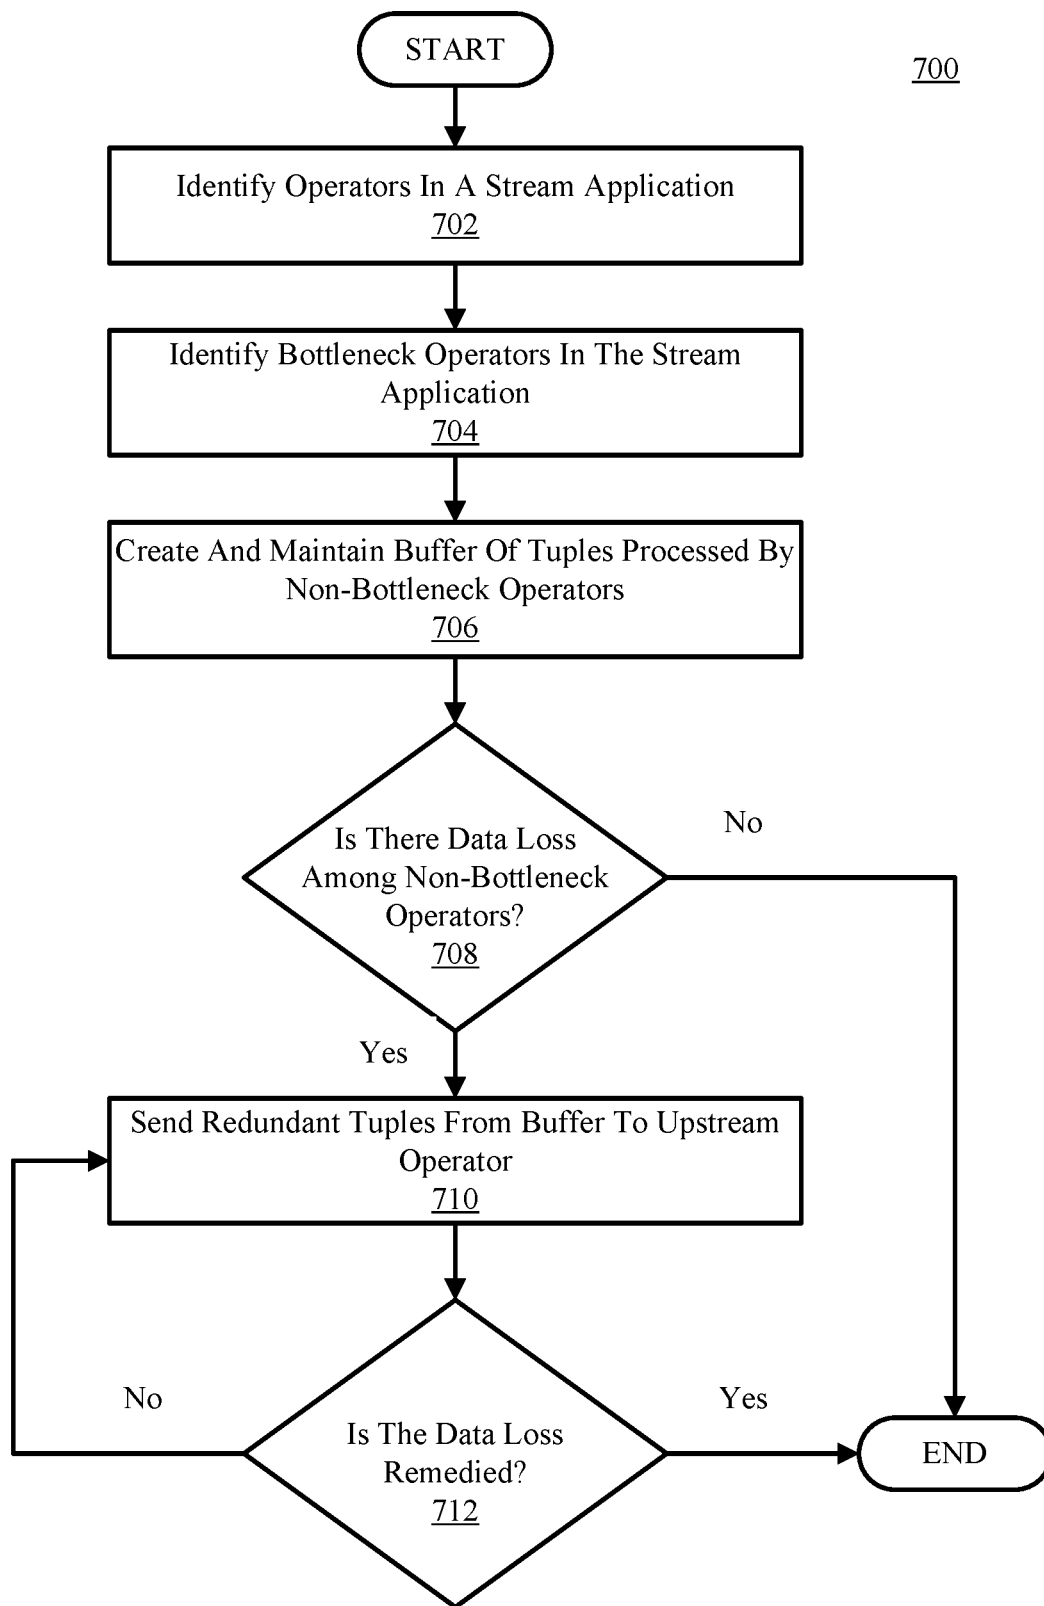 START
700
Identify Operators In A Stream Application
702
Identify Bottleneck Operators In The Stream
Application
704
Create And Maintain Buffer Of Tuples Processed By
Non-Bottleneck Operators
706
Is There Data Loss
Among Non-Bottleneck
Operators?
708
No
Yes
Send Redundant Tuples From Buffer To Upstream
Operator
710
No
Yes
Is The Data Loss
Remedied?
712
END